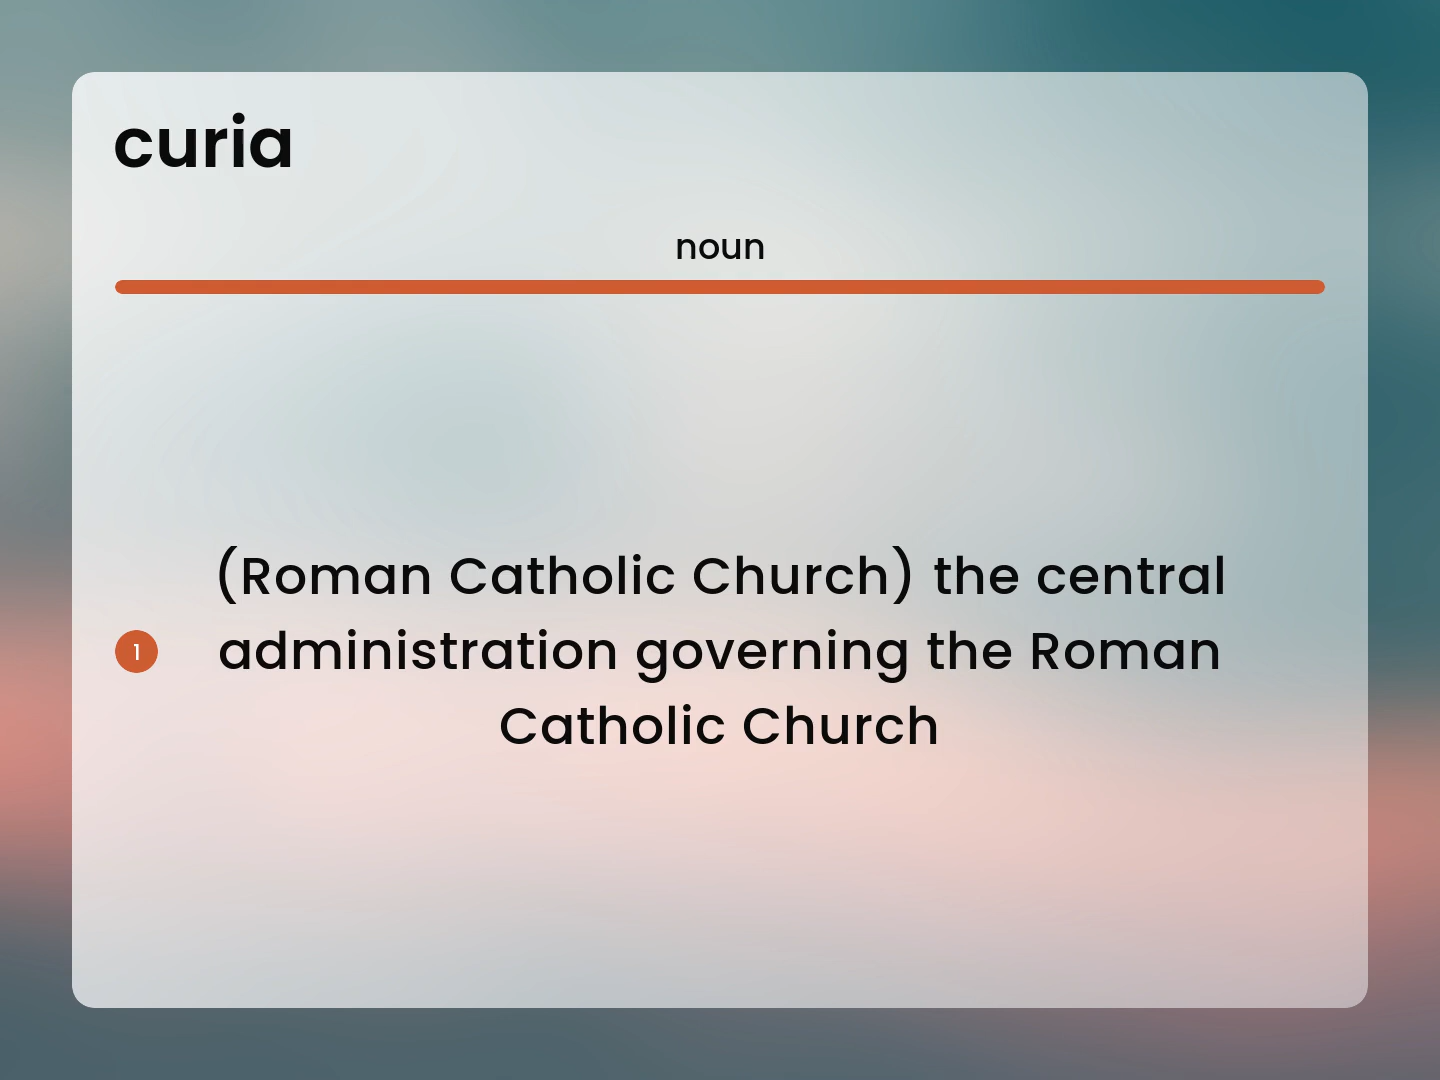 curia
noun
(Roman Catholic Church) the central
1 administration governing the Roman
Catholic Church